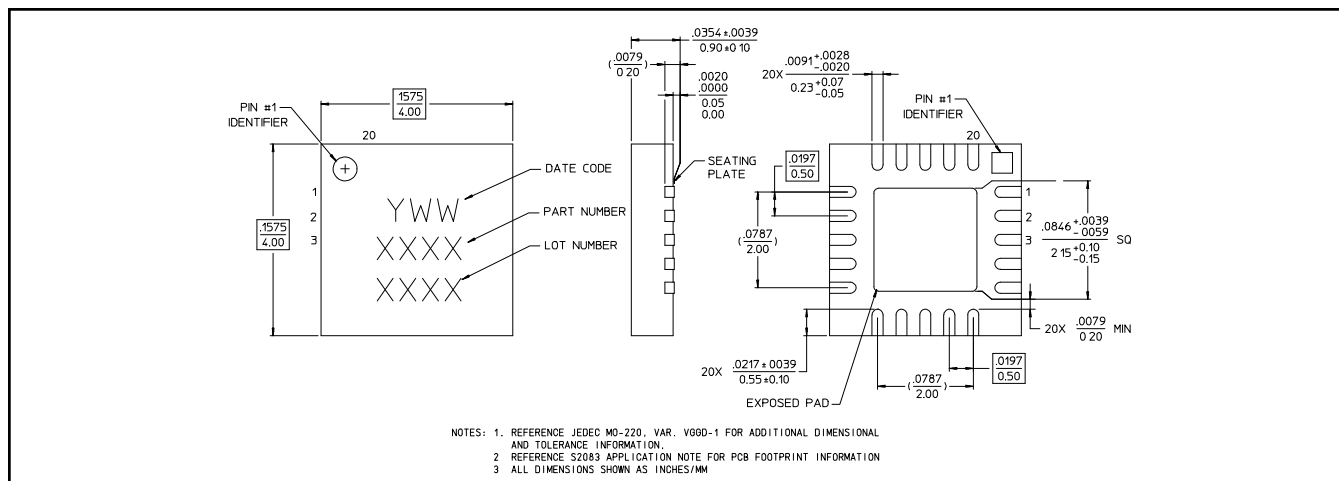 .0354 ±.0039
0.90 ±0 10
(.0079
0 20)
.0020
.0000
0.05
0.00
SEATING
PLATE
PIN #1
IDENTIFIER
.1575
4.00
20
.1575
4.00
1
2
3
YWW
XXXX
XXXX
DATE CODE
PART NUMBER
LOT NUMBER
20X .0091 +.0028 -.0020
0.23 +0.07 -0.05
PIN #1
IDENTIFIER
20
.0197
0.50
(.0787)
2.00
1
2
3
.0846 +.0039 -.0059 SQ
2 15 +0.10 -0.15
20X .0079 MIN
0 20
20X .0217 ± 0039
0.55 ±0.10
(.0787)
2.00
.0197
0.50
EXPOSED PAD
NOTES: 1. REFERENCE JEDEC MO-220, VAR. VGGD-1 FOR ADDITIONAL DIMENSIONAL
AND TOLERANCE INFORMATION.
2 REFERENCE S2083 APPLICATION NOTE FOR PCB FOOTPRINT INFORMATION
3 ALL DIMENSIONS SHOWN AS INCHES/MM